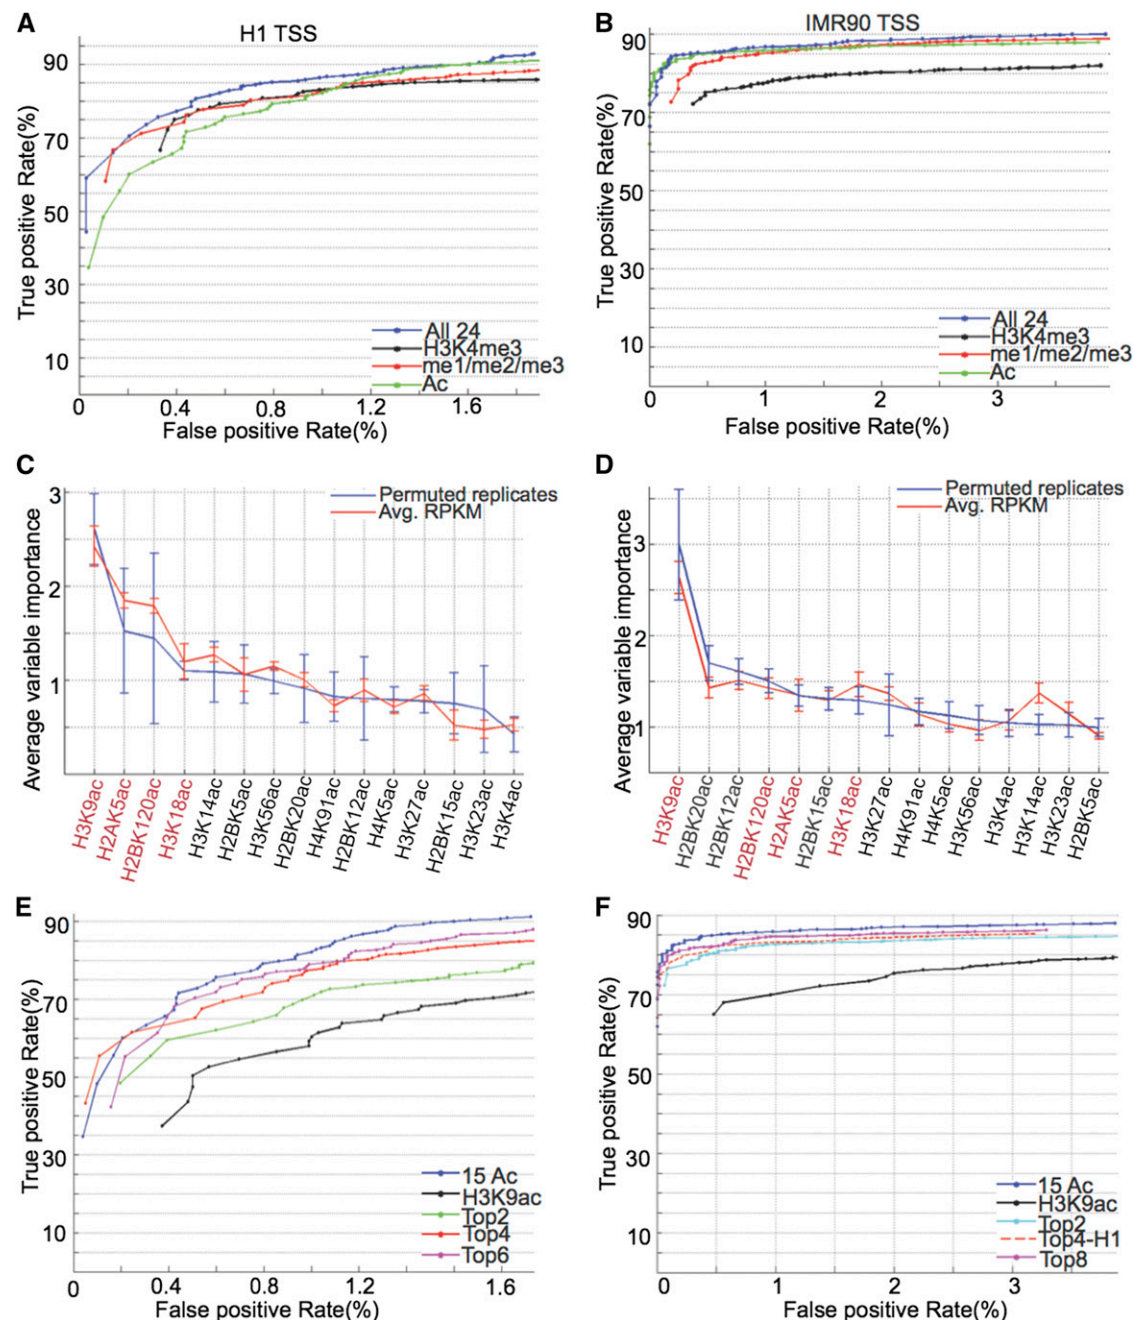 A
H1 TSS
True positive Rate(%)
90
70
50
30
10
All 24
H3K4me3
me1/me2/me3
Ac
0
0.4
0.8
1.2
1.6
False positive Rate(%)
B
IMR90 TSS
True positive Rate(%)
90
70
50
30
10
All 24
H3K4me3
me1/me2/me3
Ac
0
1
2
3
False positive Rate(%)
C
Average variable importance
3
2
1
Permuted replicates
Avg. RPKM
H3K9ac
H2AK5ac
H2BK120ac
H3K18ac
H3K14ac
H2BK5ac
H3K56ac
H2BK20ac
H4K91ac
H2BK12ac
H4K5ac
H3K27ac
H2BK15ac
H3K23ac
H3K4ac
D
Average variable importance
3
2
1
Permuted replicates
Avg. RPKM
H3K9ac
H2BK20ac
H2BK12ac
H2BK120ac
H2AK5ac
H2BK15ac
H3K18ac
H3K27ac
H4K91ac
H4K5ac
H3K56ac
H3K4ac
H3K14ac
H3K23ac
H2BK5ac
E
True positive Rate(%)
90
70
50
30
10
15 Ac
H3K9ac
Top2
Top4
Top6
0
0.4
0.8
1.2
1.6
False positive Rate(%)
F
True positive Rate(%)
90
70
50
30
10
15 Ac
H3K9ac
Top2
Top4-H1
Top8
0
1
2
3
False positive Rate(%)